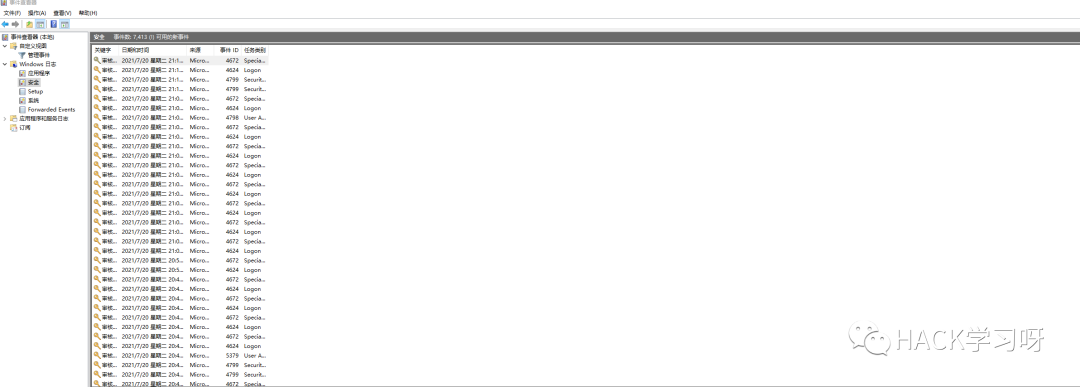 事件查看器
文件(F) 操作(A) 查看(V) 帮助(H)
事件查看器 (本地)
自定义视图
管理事件
Windows 日志
应用程序
安全
Setup
系统
Forwarded Events
应用程序和服务日志
订阅
安全 事件数: 7,413 (!) 可用的新事件
关键字 日期和时间 来源 事件 ID 任务类别
审核... 2021/7/20 星期二 21:1... Micro... 4672 Specia...
审核... 2021/7/20 星期二 21:1... Micro... 4624 Logon
审核... 2021/7/20 星期二 21:1... Micro... 4799 Securit...
审核... 2021/7/20 星期二 21:1... Micro... 4799 Securit...
审核... 2021/7/20 星期二 21:0... Micro... 4672 Specia...
审核... 2021/7/20 星期二 21:0... Micro... 4624 Logon
审核... 2021/7/20 星期二 21:0... Micro... 4798 User A...
审核... 2021/7/20 星期二 21:0... Micro... 4672 Specia...
审核... 2021/7/20 星期二 21:0... Micro... 4624 Logon
审核... 2021/7/20 星期二 21:0... Micro... 4672 Specia...
审核... 2021/7/20 星期二 21:0... Micro... 4624 Logon
审核... 2021/7/20 星期二 21:0... Micro... 4672 Specia...
审核... 2021/7/20 星期二 21:0... Micro... 4624 Logon
审核... 2021/7/20 星期二 21:0... Micro... 4672 Specia...
审核... 2021/7/20 星期二 21:0... Micro... 4624 Logon
审核... 2021/7/20 星期二 21:0... Micro... 4672 Specia...
审核... 2021/7/20 星期二 21:0... Micro... 4624 Logon
审核... 2021/7/20 星期二 21:0... Micro... 4672 Specia...
审核... 2021/7/20 星期二 21:0... Micro... 4624 Logon
审核... 2021/7/20 星期二 21:0... Micro... 4672 Specia...
审核... 2021/7/20 星期二 21:0... Micro... 4624 Logon
审核... 2021/7/20 星期二 20:5... Micro... 4672 Specia...
审核... 2021/7/20 星期二 20:5... Micro... 4624 Logon
审核... 2021/7/20 星期二 20:4... Micro... 4672 Specia...
审核... 2021/7/20 星期二 20:4... Micro... 4624 Logon
审核... 2021/7/20 星期二 20:4... Micro... 4672 Specia...
审核... 2021/7/20 星期二 20:4... Micro... 4624 Logon
审核... 2021/7/20 星期二 20:4... Micro... 4672 Specia...
审核... 2021/7/20 星期二 20:4... Micro... 4624 Logon
审核... 2021/7/20 星期二 20:4... Micro... 4672 Specia...
审核... 2021/7/20 星期二 20:4... Micro... 4624 Logon
审核... 2021/7/20 星期二 20:4... Micro... 5379 User A...
审核... 2021/7/20 星期二 20:4... Micro... 4799 Securit...
审核... 2021/7/20 星期二 20:4... Micro... 4799 Securit...
审核... 2021/7/20 星期二 20:4... Micro... 4672 Specia...
HACK学习呀